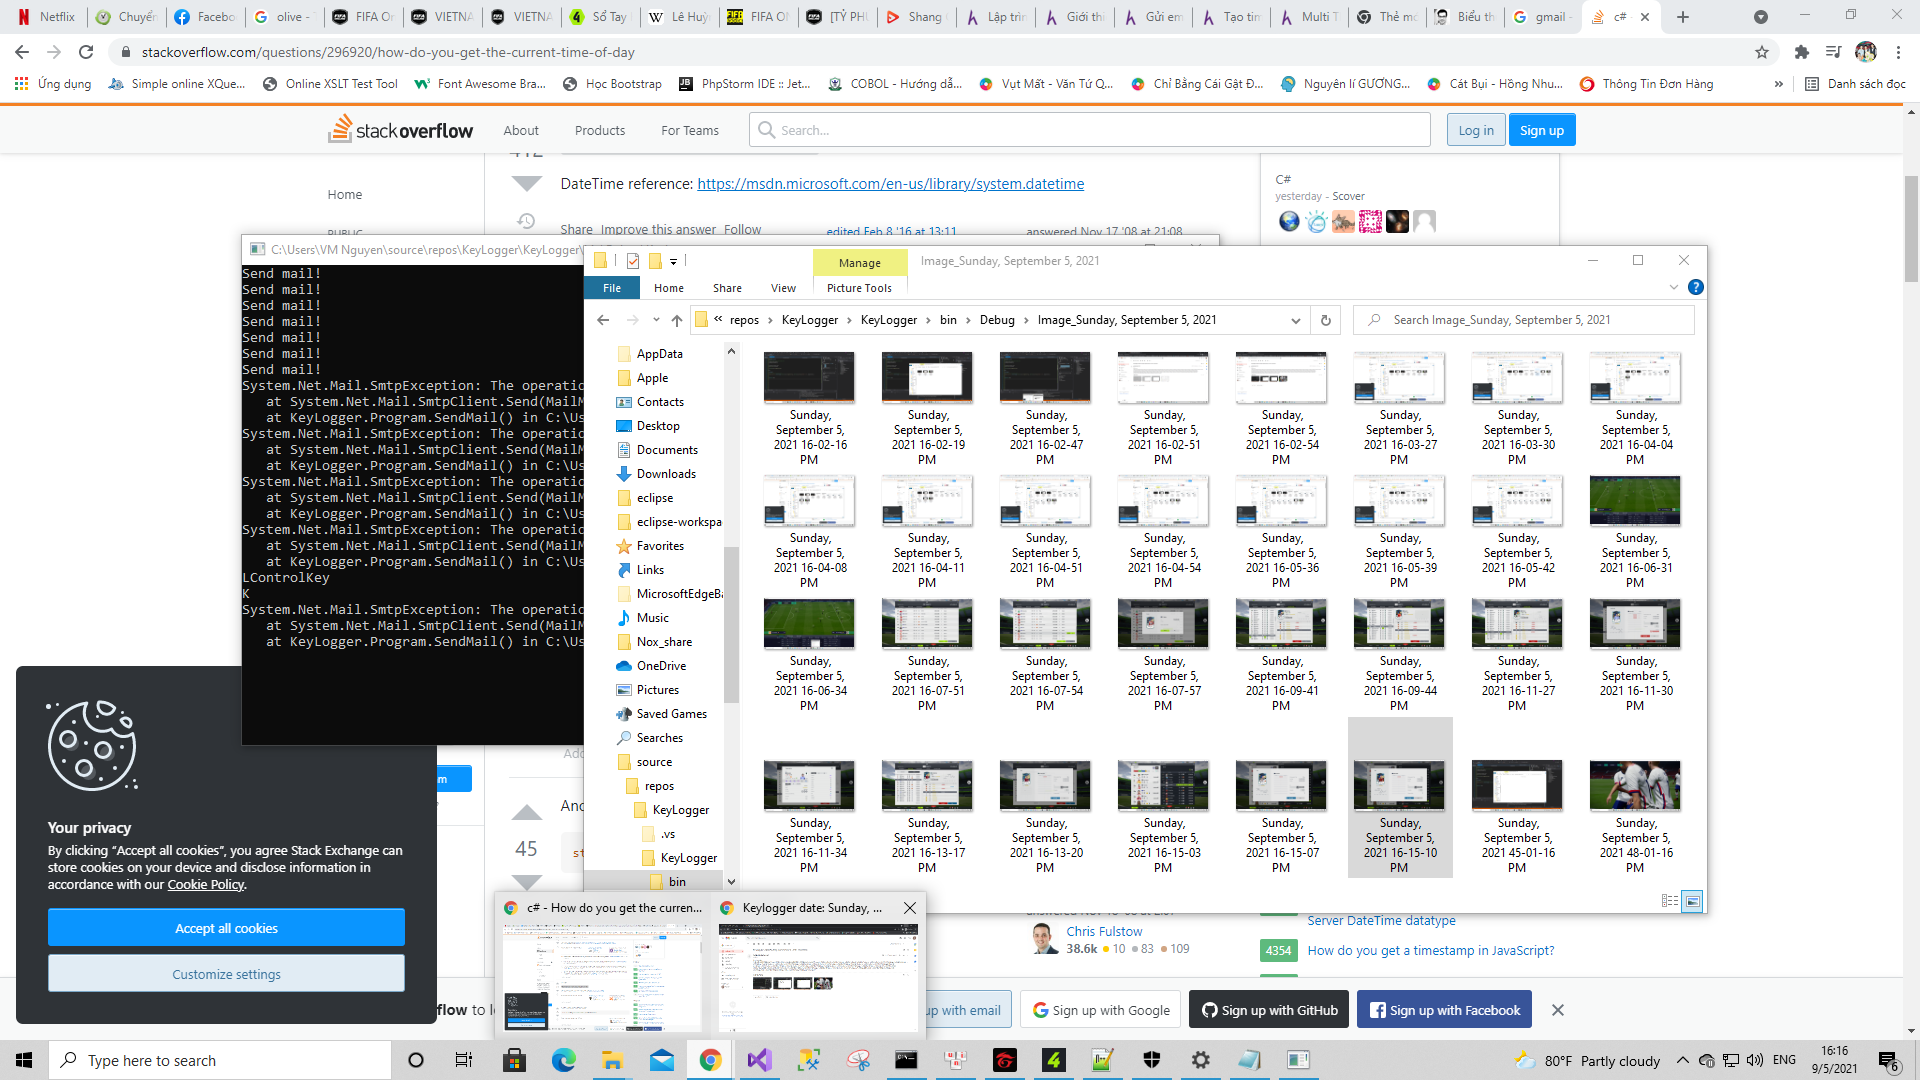 Netflix
Chuyển
Facebo
olive -
FIFA On
VIETNA
VIETNA
Sổ Tay
Lê Huỳ
FIFA O
[TỶ PH
Shang
Lập trìn
Giới thi
Gửi em
Tạo tin
Multi T
Thẻ mo
Biểu th
gmail -
c#
stackoverflow.com/questions/296920/how-do-you-get-the-current-time-of-day
Ứng dụng
Simple online XQue...
Online XSLT Test Tool
Font Awesome Bra...
Học Bootstrap
PhpStorm IDE :: Jet...
COBOL - Hướng dẫ...
Vụt Mất - Văn Tứ Q...
Chỉ Bằng Cái Gật Đ...
Nguyên lí GƯƠNG...
Cát Bụi - Hồng Nhu...
Thông Tin Đơn Hàng
»
Danh sách đọc
stackoverflow
About
Products
For Teams
Search...
Log in
Sign up
412
Home
PUBLIC
DateTime reference: https://msdn.microsoft.com/en-us/library/system.datetime
Share Improve this answer Follow
edited Feb 8 '16 at 13:11
answered Nov 17 '08 at 21:08
C#
yesterday - Scover
C:\Users\VM Nguyen\source\repos\KeyLogger\KeyLogger\
Send mail!
Send mail!
Send mail!
Send mail!
Send mail!
Send mail!
Send mail!
System.Net.Mail.SmtpException: The operatio
at System.Net.Mail.SmtpClient.Send(MailM
at KeyLogger.Program.SendMail() in C:\Us
System.Net.Mail.SmtpException: The operatio
at System.Net.Mail.SmtpClient.Send(MailM
at KeyLogger.Program.SendMail() in C:\Us
System.Net.Mail.SmtpException: The operatio
at System.Net.Mail.SmtpClient.Send(MailM
at KeyLogger.Program.SendMail() in C:\Us
System.Net.Mail.SmtpException: The operatio
at System.Net.Mail.SmtpClient.Send(MailM
at KeyLogger.Program.SendMail() in C:\Us
LControlKey
K
System.Net.Mail.SmtpException: The operatio
at System.Net.Mail.SmtpClient.Send(MailM
at KeyLogger.Program.SendMail() in C:\Us
Manage
Image_Sunday, September 5, 2021
File
Home
Share
View
Picture Tools
« repos > KeyLogger > KeyLogger > bin > Debug > Image_Sunday, September 5, 2021
Search Image_Sunday, September 5, 2021
AppData
Apple
Contacts
Desktop
Documents
Downloads
eclipse
eclipse-workspa
Favorites
Links
MicrosoftEdgeBa
Music
Nox_share
OneDrive
Pictures
Saved Games
Searches
source
repos
KeyLogger
.vs
KeyLogger
bin
Sunday, September 5, 2021 16-02-16 PM
Sunday, September 5, 2021 16-02-19 PM
Sunday, September 5, 2021 16-02-47 PM
Sunday, September 5, 2021 16-02-51 PM
Sunday, September 5, 2021 16-02-54 PM
Sunday, September 5, 2021 16-03-27 PM
Sunday, September 5, 2021 16-03-30 PM
Sunday, September 5, 2021 16-04-04 PM
Sunday, September 5, 2021 16-04-08 PM
Sunday, September 5, 2021 16-04-11 PM
Sunday, September 5, 2021 16-04-51 PM
Sunday, September 5, 2021 16-04-54 PM
Sunday, September 5, 2021 16-05-36 PM
Sunday, September 5, 2021 16-05-39 PM
Sunday, September 5, 2021 16-05-42 PM
Sunday, September 5, 2021 16-06-31 PM
Sunday, September 5, 2021 16-06-34 PM
Sunday, September 5, 2021 16-07-51 PM
Sunday, September 5, 2021 16-07-54 PM
Sunday, September 5, 2021 16-07-57 PM
Sunday, September 5, 2021 16-09-41 PM
Sunday, September 5, 2021 16-09-44 PM
Sunday, September 5, 2021 16-11-27 PM
Sunday, September 5, 2021 16-11-30 PM
Sunday, September 5, 2021 16-11-34 PM
Sunday, September 5, 2021 16-13-17 PM
Sunday, September 5, 2021 16-13-20 PM
Sunday, September 5, 2021 16-15-03 PM
Sunday, September 5, 2021 16-15-07 PM
Sunday, September 5, 2021 16-15-10 PM
Sunday, September 5, 2021 45-01-16 PM
Sunday, September 5, 2021 48-01-16 PM
Add
Ano
45
st
Your privacy
By clicking “Accept all cookies”, you agree Stack Exchange can
store cookies on your device and disclose information in
accordance with our Cookie Policy.
Accept all cookies
Customize settings
c# - How do you get the curren...
Keylogger date: Sunday, ...
Chris Fulstow
38.6k 10 83 109
Server DateTime datatype
4354 How do you get a timestamp in JavaScript?
flow to l
up with email
Sign up with Google
Sign up with GitHub
Sign up with Facebook
Type here to search
80°F Partly cloudy
ENG
16:16
9/5/2021
6